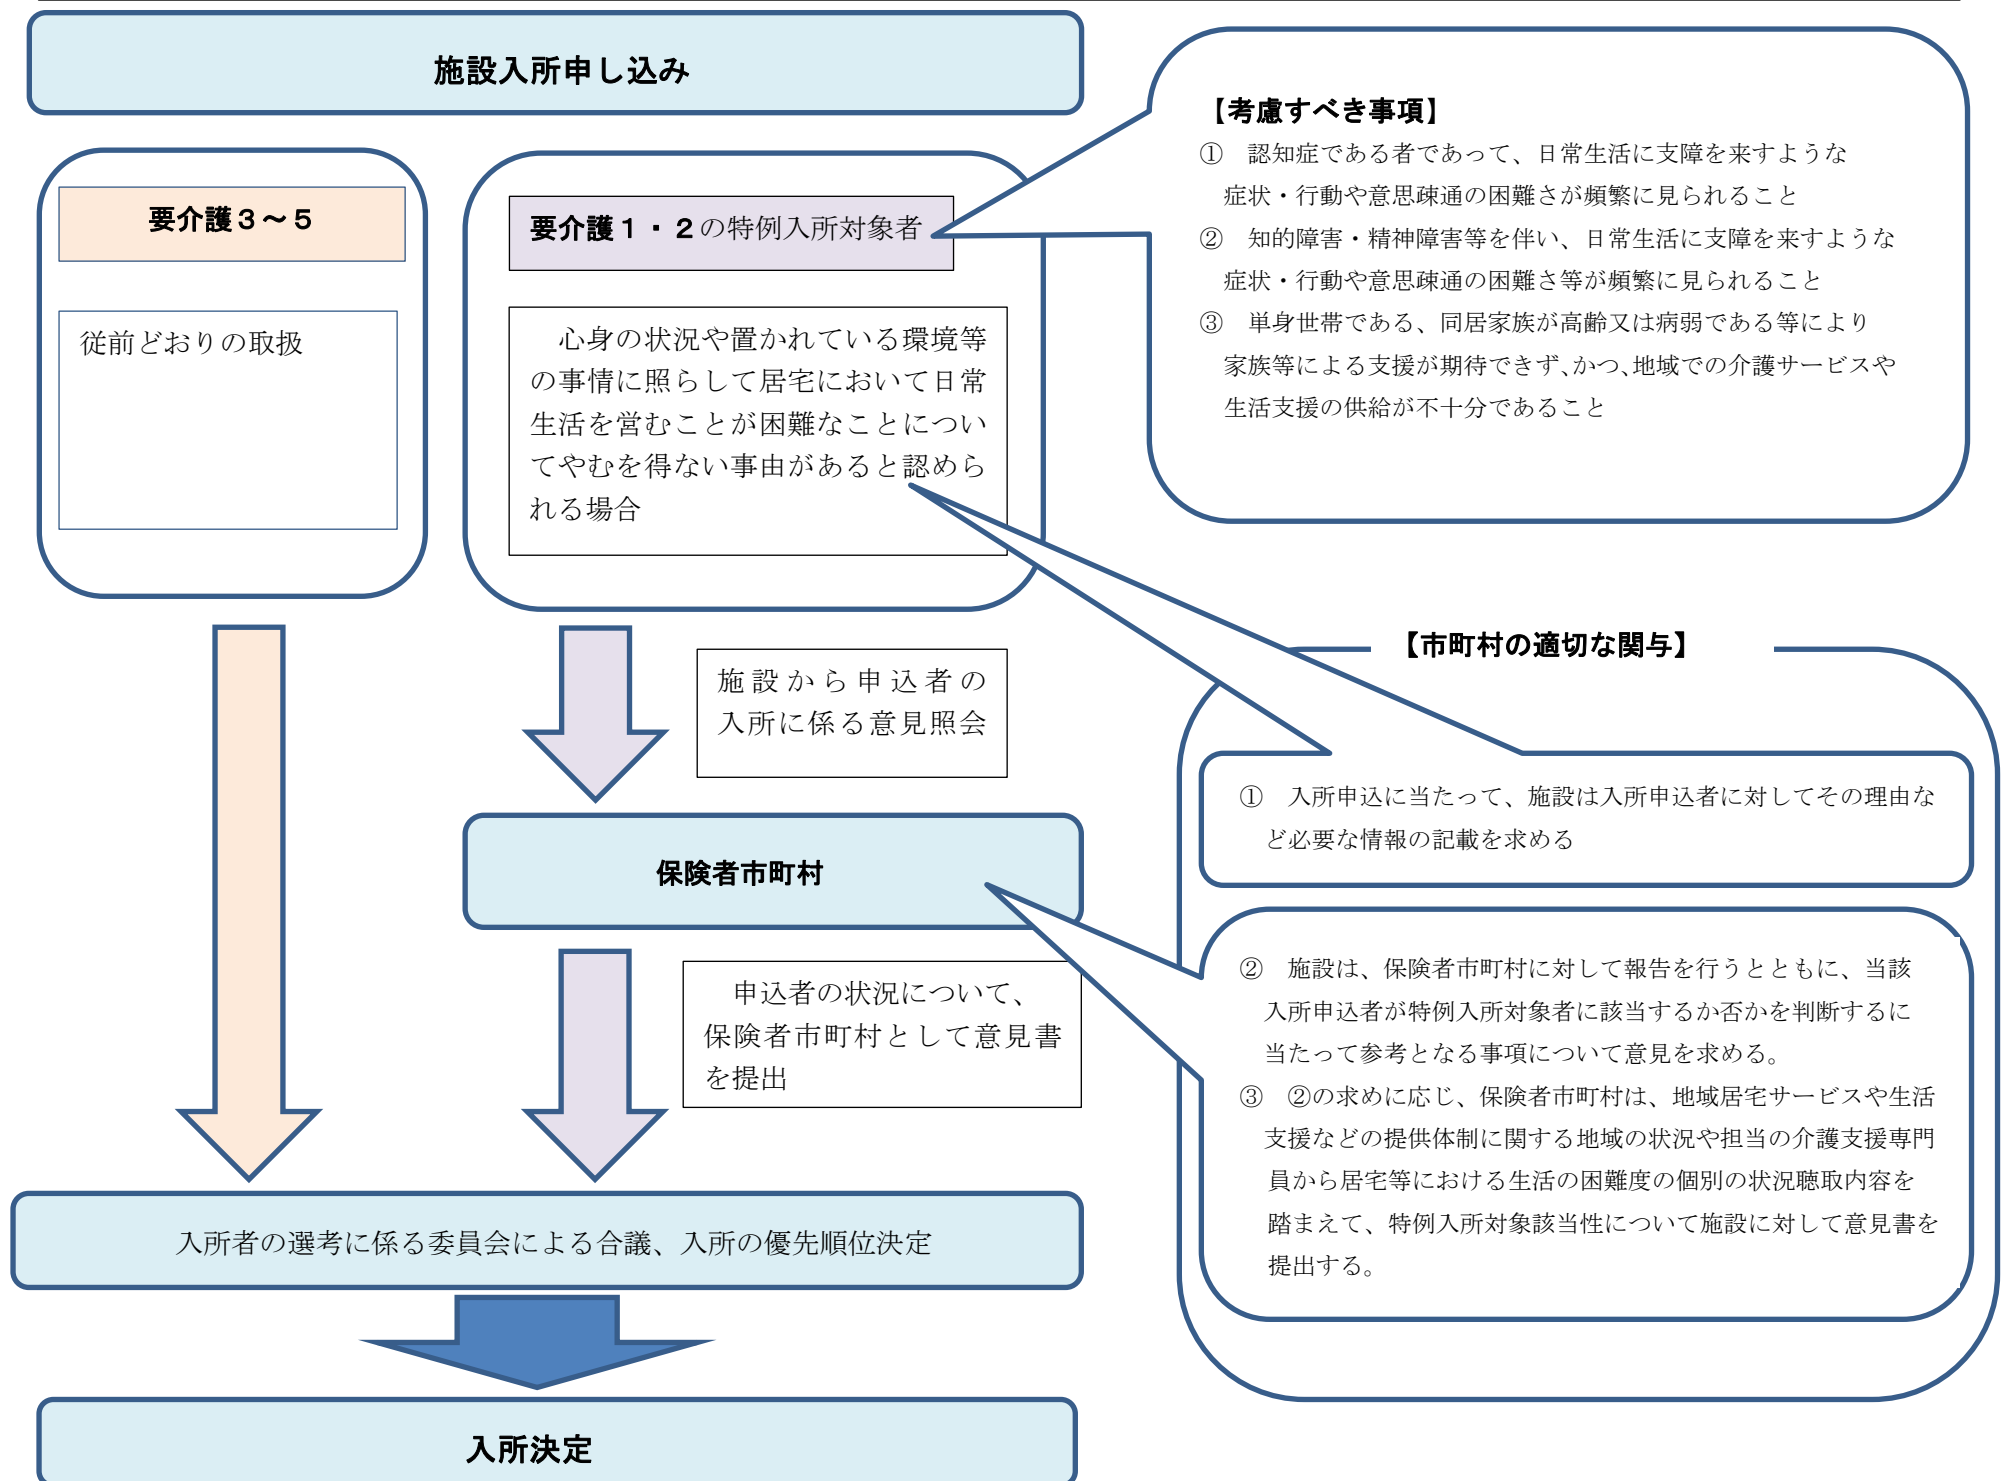 施設入所申し込み
要介護３～５
従前どおりの取扱
要介護１・２の特例入所対象者
　心身の状況や置かれている環境等
の事情に照らして居宅において日常
生活を営むことが困難なことについ
てやむを得ない事由があると認めら
れる場合
【考慮すべき事項】
①　認知症である者であって、日常生活に支障を来すような
症状・行動や意思疎通の困難さが頻繁に見られること
②　知的障害・精神障害等を伴い、日常生活に支障を来すような
症状・行動や意思疎通の困難さ等が頻繁に見られること
③　単身世帯である、同居家族が高齢又は病弱である等により
家族等による支援が期待できず、かつ、地域での介護サービスや
生活支援の供給が不十分であること
施設から申込者の
入所に係る意見照会
保険者市町村
　申込者の状況について、
保険者市町村として意見書
を提出
【市町村の適切な関与】
①　入所申込に当たって、施設は入所申込者に対してその理由な
ど必要な情報の記載を求める
②　施設は、保険者市町村に対して報告を行うとともに、当該
入所申込者が特例入所対象者に該当するか否かを判断するに
当たって参考となる事項について意見を求める。
③　②の求めに応じ、保険者市町村は、地域居宅サービスや生活
支援などの提供体制に関する地域の状況や担当の介護支援専門
員から居宅等における生活の困難度の個別の状況聴取内容を
踏まえて、特例入所対象該当性について施設に対して意見書を
提出する。
入所者の選考に係る委員会による合議、入所の優先順位決定
入所決定